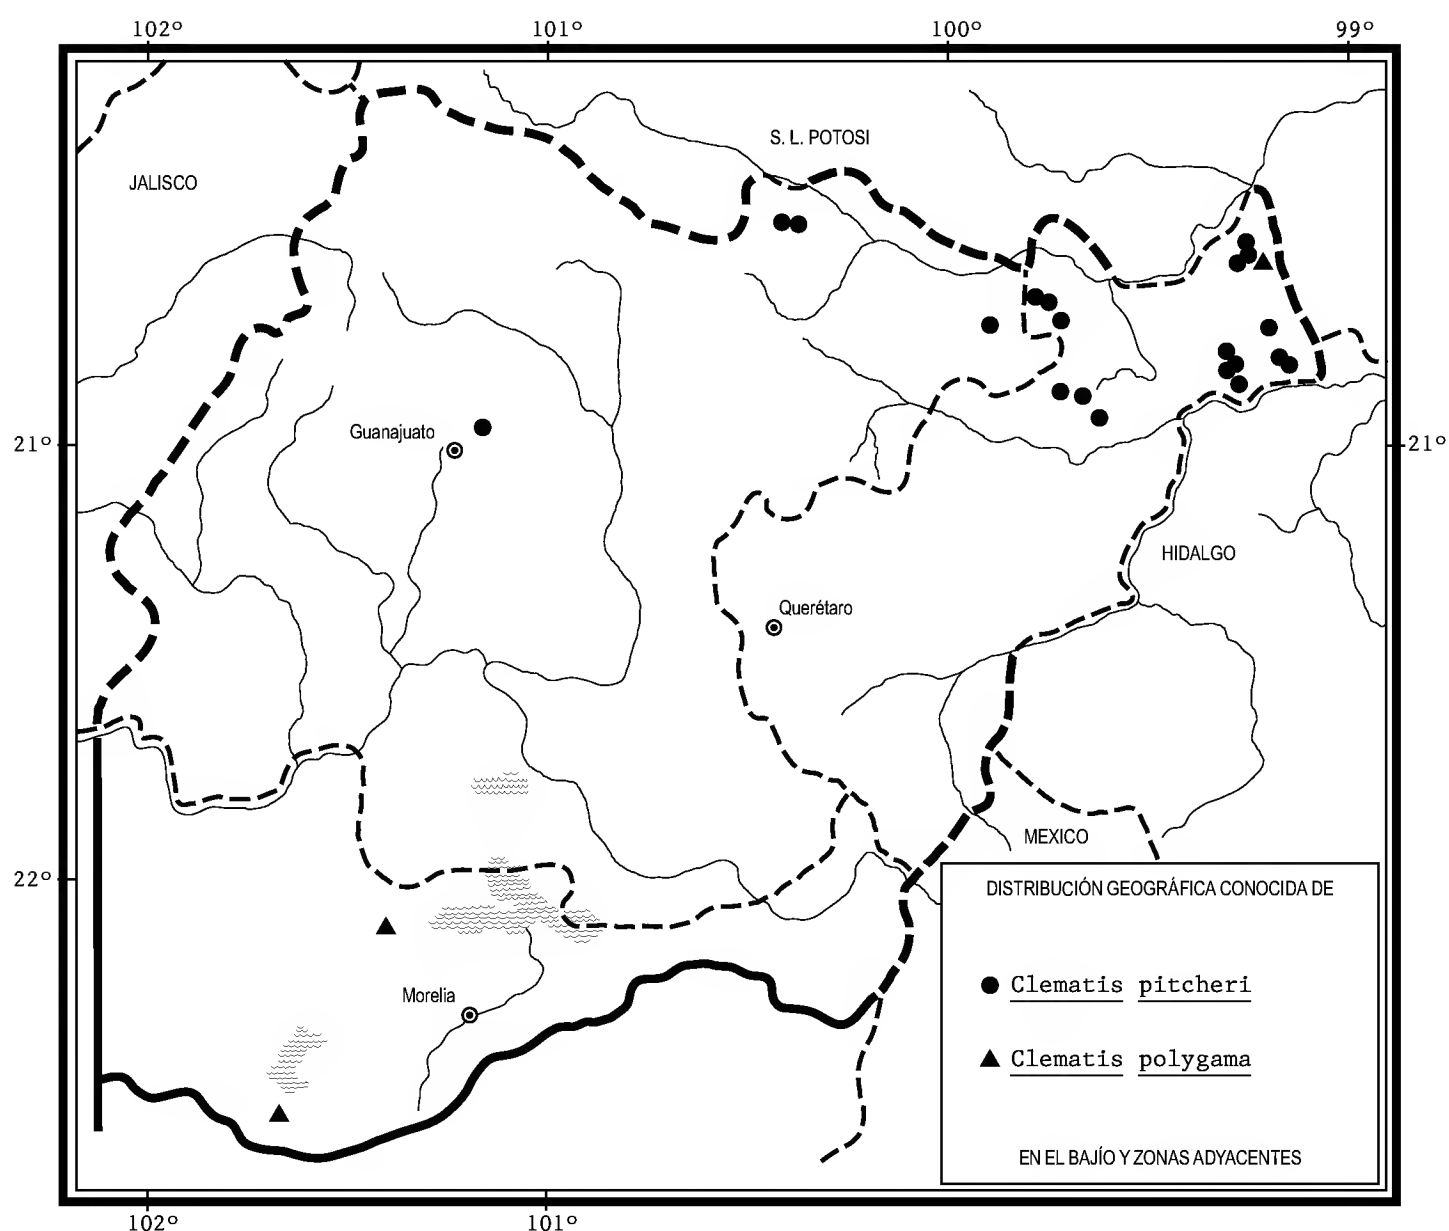 102º 101º 100º 99º
S. L. POTOSI
JALISCO
Guanajuato
21º 21º
HIDALGO
Querétaro
MEXICO
22º
DISTRIBUCIÓN GEOGRÁFICA CONOCIDA DE
Clematis pitcheri
Morelia
Clematis polygama
EN EL BAJÍO Y ZONAS ADYACENTES
102º 101º